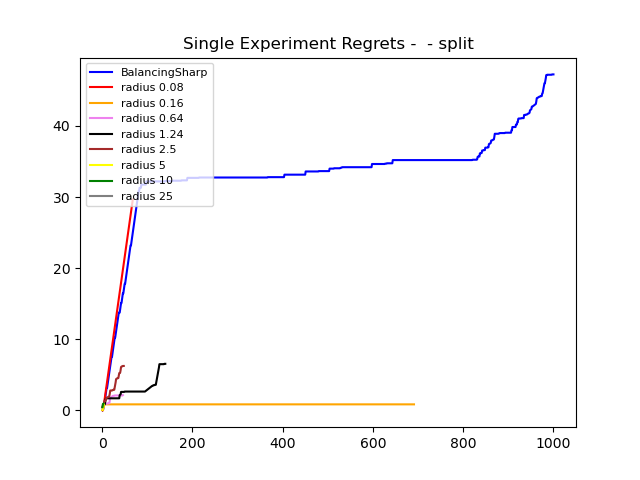 Single Experiment Regrets -  - split
BalancingSharp
radius 0.08
radius 0.16
radius 0.64
radius 1.24
radius 2.5
radius 5
radius 10
radius 25
40
30
20
10
0
0 200 400 600 800 1000